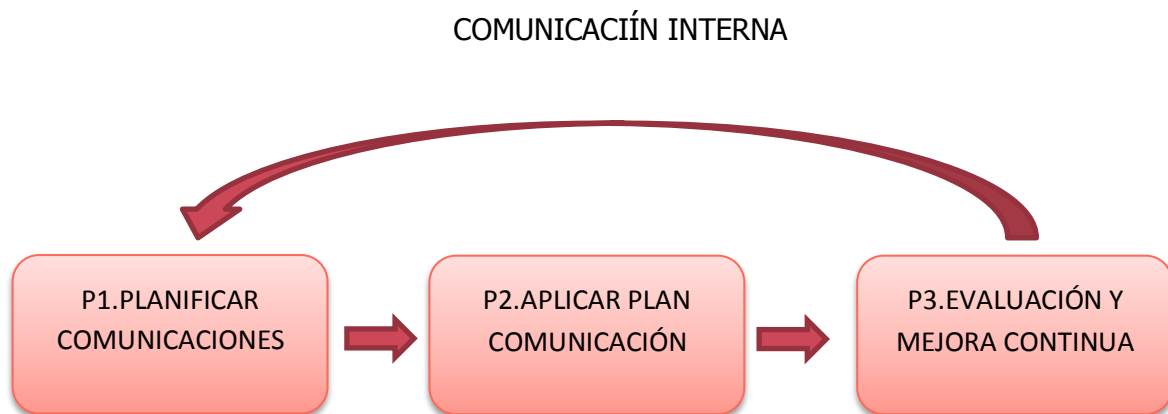 COMUNICACIÍN INTERNA
P1.PLANIFICAR
COMUNICACIONES
P2.APLICAR PLAN
COMUNICACIÓN
P3.EVALUACIÓN Y
MEJORA CONTINUA